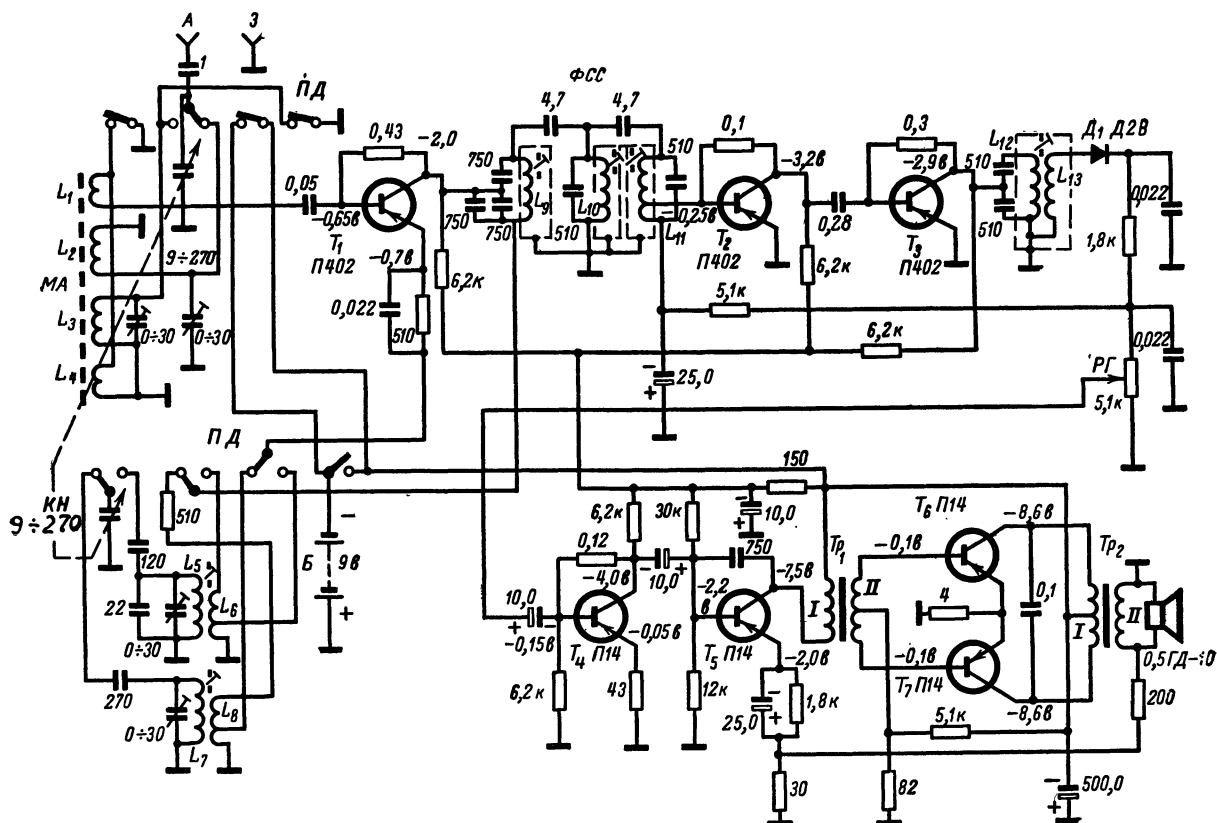 А З
1
ПД
ФСС
4,7 4,7
0,43 −2,0
0,1
0,3
L12 Д1 Д2В
750 510 −3,2в −2,9в 510 L13
0,05
L1
−0,65в
750 750 L9 L10 510 L11 −0,25в
0,28
0,022
T1
П402
T2
П402
T3
П402
510
1,8к
L2
9÷270
−0,7в
6,2к
6,2к
МА
L3
0÷30 0÷30
0,022
510
5,1к
6,2к
0,022
L4
− + 25,0
РГ
5,1к
ПД
150
КН
9÷270
510
120
−
Б 9в
+
6,2к
30к
− + 10,0
T6 П14
−8,6в
L5
L6
22
0÷30
0,12
−4,0в
− 10,0 +
750
−7,5в
Тр1
I II
−0,1в
Тр2
10,0
+
−0,15в
−0,05в
−2,2
в
4
0,1
I II
T4 П14
T5 П14
−2,0в
−0,1в
T7 П14
0,5ГД-10
270
0÷30
L7
L8
6,2к
43
12к
− + 25,0
1,8к
−8,6в
5,1к
200
30
82
− + 500,0